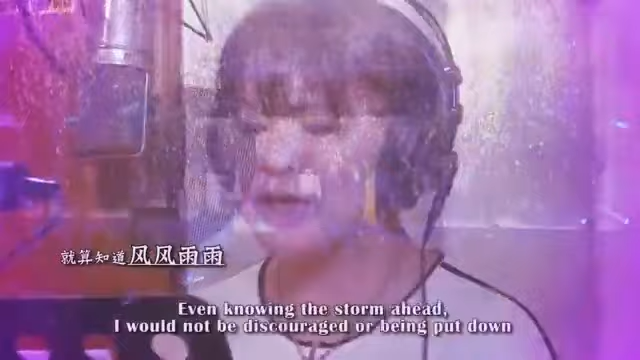 就算知道风风雨雨
Even knowing the storm ahead,
I would not be discouraged or being put down